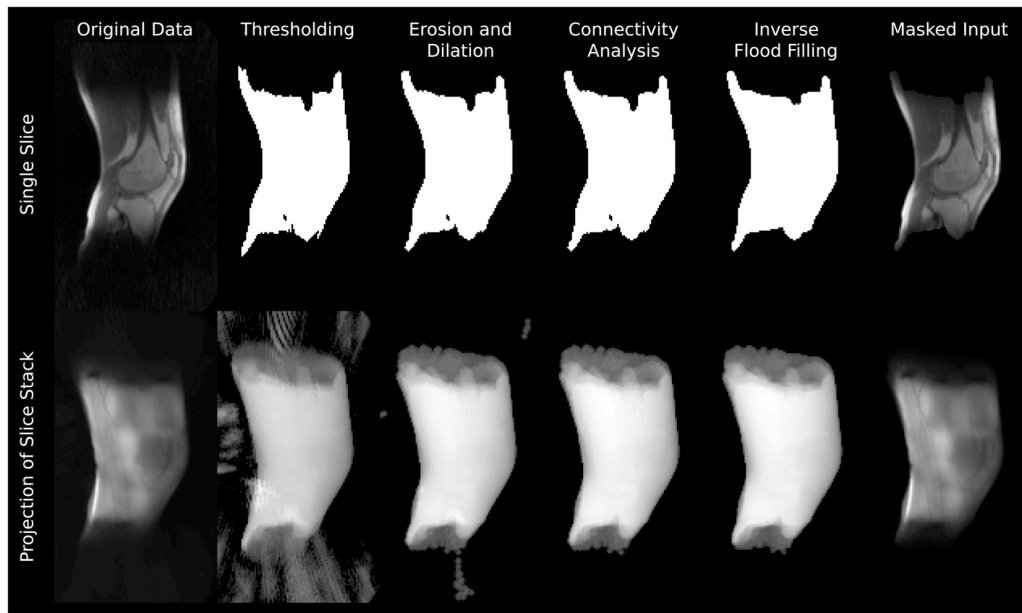 Original Data
Thresholding
Erosion and
Dilation
Connectivity
Analysis
Inverse
Flood Filling
Masked Input
Single Slice
Projection of Slice Stack